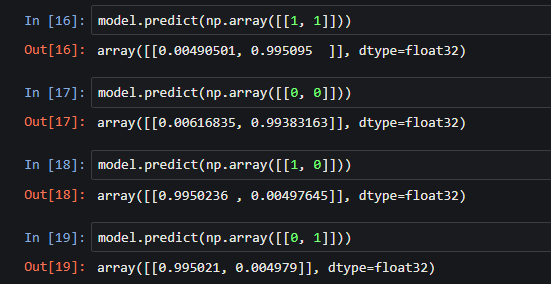 In [16]: model.predict(np.array([[1, 1]]))
Out[16]: array([[0.00490501, 0.995095  ]], dtype=float32)
In [17]: model.predict(np.array([[0, 0]]))
Out[17]: array([[0.00616835, 0.99383163]], dtype=float32)
In [18]: model.predict(np.array([[1, 0]]))
Out[18]: array([[0.9950236 , 0.00497645]], dtype=float32)
In [19]: model.predict(np.array([[0, 1]]))
Out[19]: array([[0.995021, 0.004979]], dtype=float32)